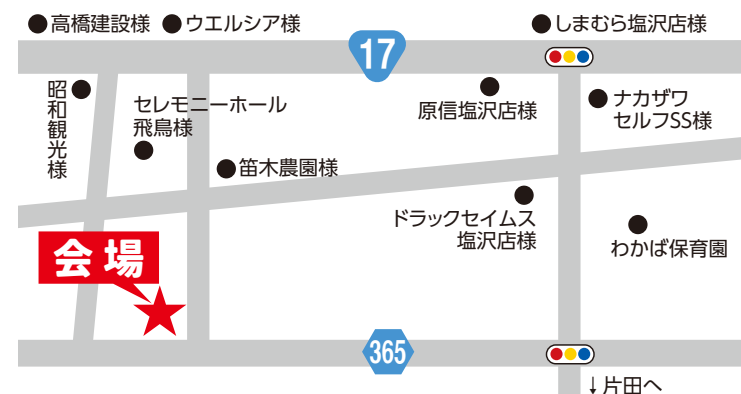 高橋建設様
ウエルシア様
しまむら塩沢店様
17
昭和観光様
セレモニーホール
飛鳥様
原信塩沢店様
ナカザワ
セルフSS様
笛木農園様
ドラックセイムス
塩沢店様
わかば保育園
会場
365
↓片田へ